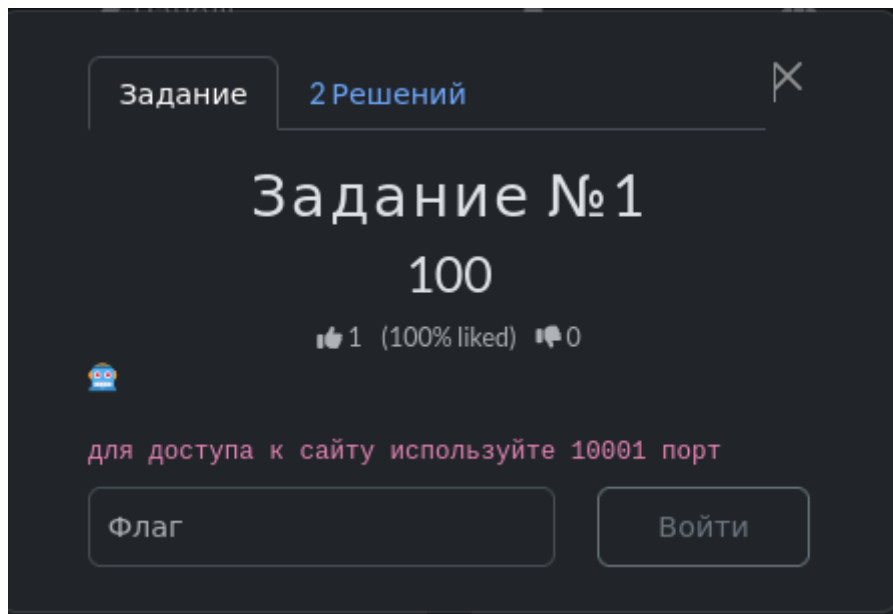 Задание 2 Решений
Задание №1
100
1 (100% liked) 0
для доступа к сайту используйте 10001 порт
Флаг Войти